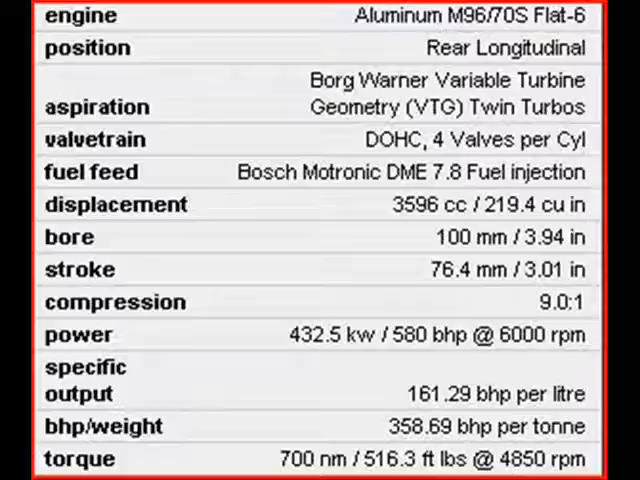 engine Aluminum M96/70S Flat-6
position Rear Longitudinal
Borg Warner Variable Turbine
aspiration Geometry (VTG) Twin Turbos
valvetrain DOHC, 4 Valves per Cyl
fuel feed Bosch Motronic DME 7.8 Fuel injection
displacement 3596 cc / 219.4 cu in
bore 100 mm / 3.94 in
stroke 76.4 mm / 3.01 in
compression 9.0:1
power 432.5 kw / 580 bhp @ 6000 rpm
specific
output 161.29 bhp per litre
bhp/weight 358.69 bhp per tonne
torque 700 nm / 516.3 ft lbs @ 4850 rpm